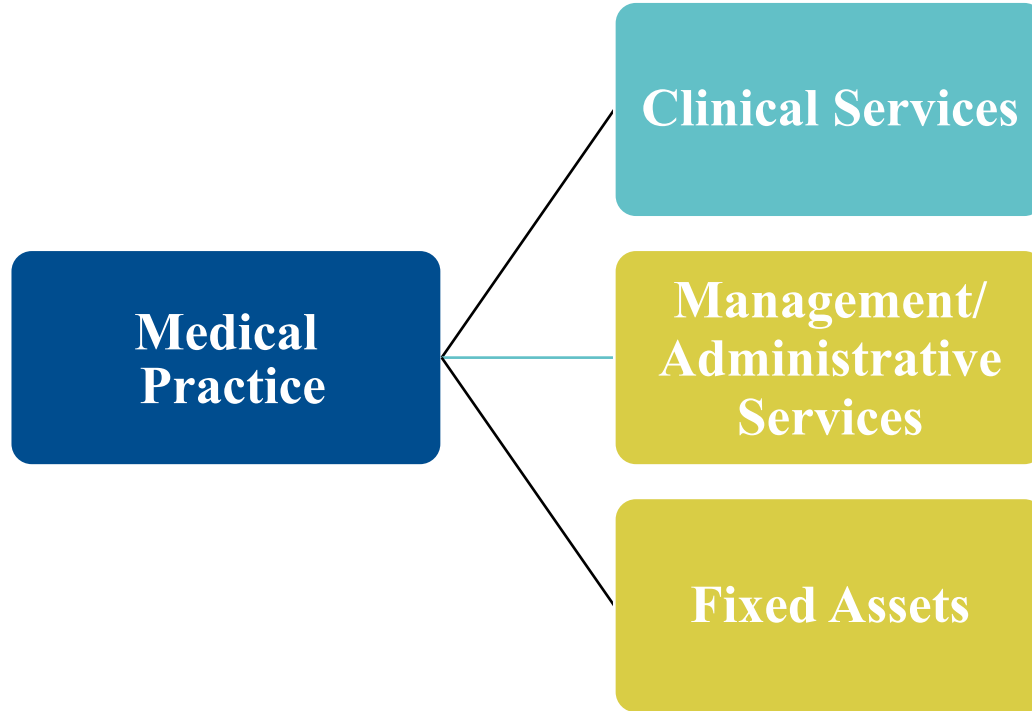 Clinical Services
Medical
Practice
Management/
Administrative
Services
Fixed Assets